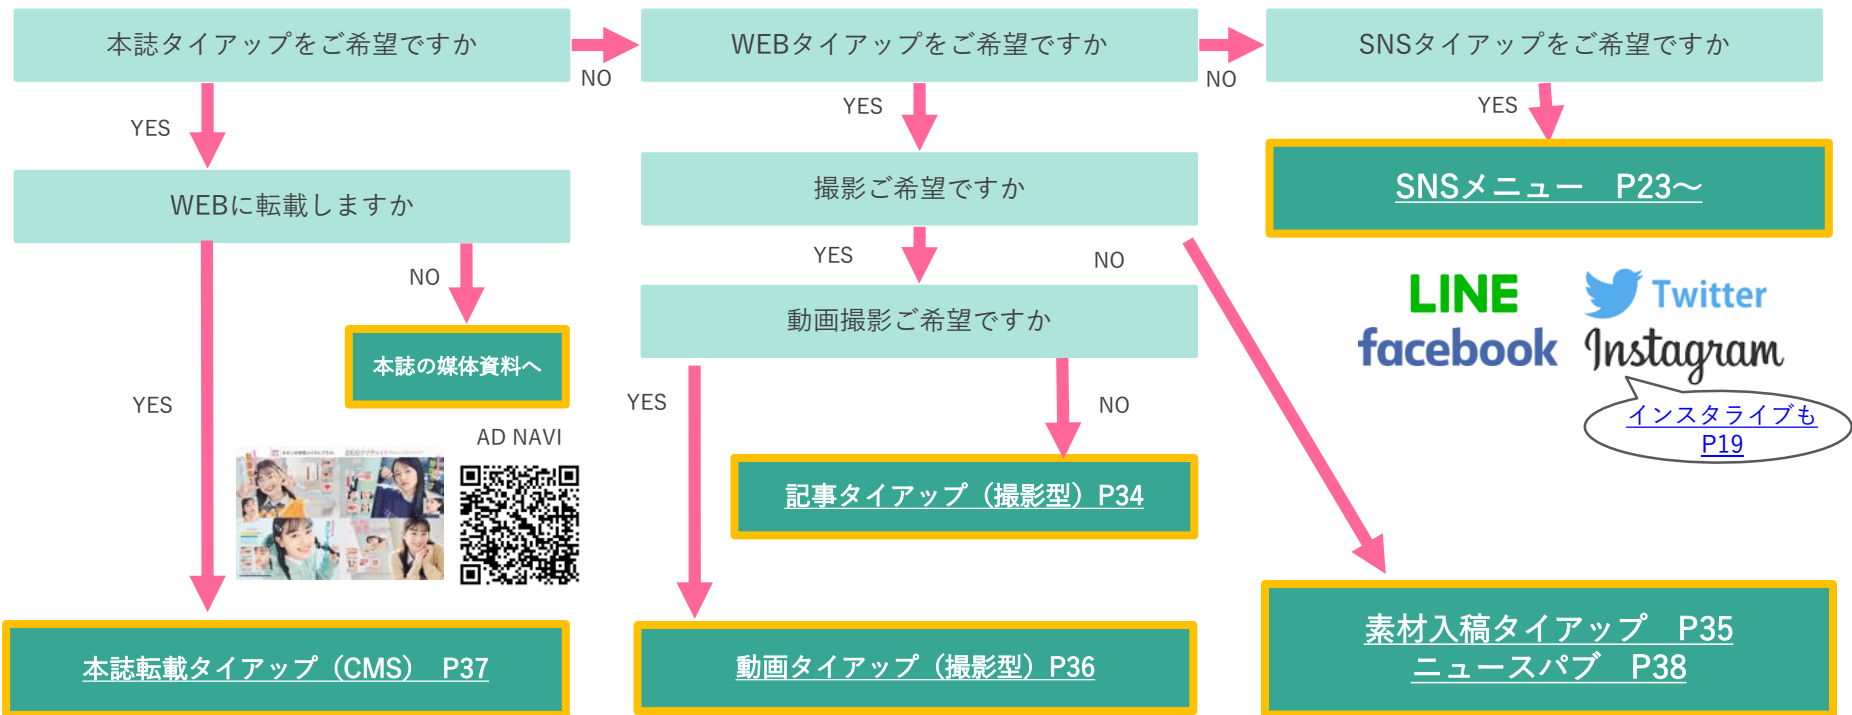 本誌タイアップをご希望ですか
NO
WEBタイアップをご希望ですか
NO
SNSタイアップをご希望ですか
YES
YES
YES
WEBに転載しますか
撮影ご希望ですか
SNSメニュー　P23～
NO
YES
NO
動画撮影ご希望ですか
LINE
Twitter
facebook
Instagram
本誌の媒体資料へ
YES
YES
NO
インスタライブも
P19
AD NAVI
記事タイアップ（撮影型）P34
本誌転載タイアップ（CMS）　P37
動画タイアップ（撮影型）P36
素材入稿タイアップ　P35
ニュースパブ　P38